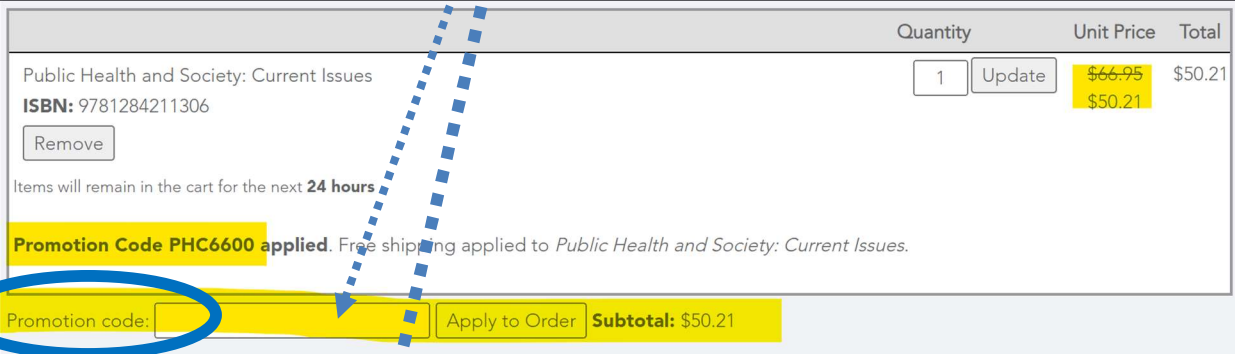 Quantity Unit Price Total
Public Health and Society: Current Issues 1 Update $66.95 $50.21
ISBN: 9781284211306 $50.21
Remove
Items will remain in the cart for the next 24 hours
Promotion Code PHC6600 applied. Free shipping applied to Public Health and Society: Current Issues.
Promotion code: Apply to Order Subtotal: $50.21